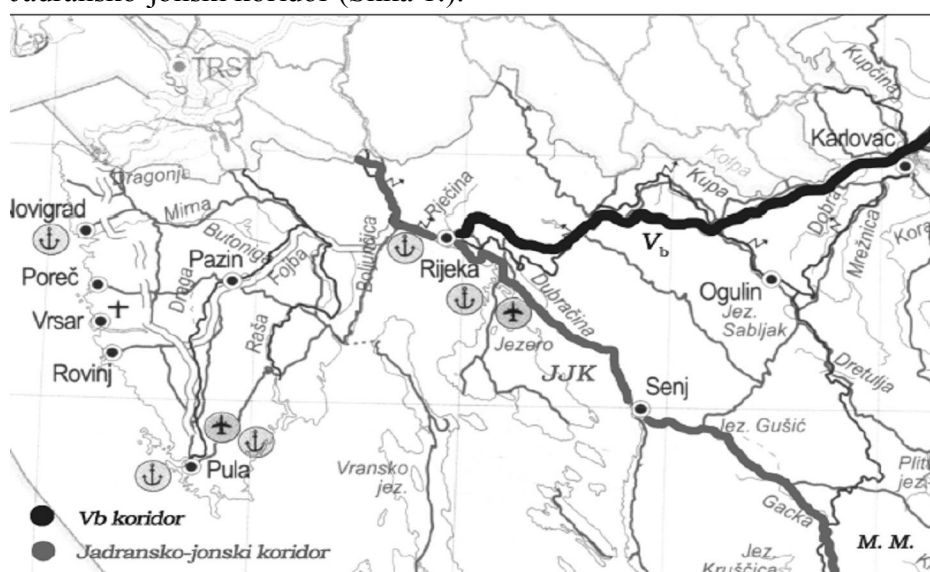 Jadransko-jonski koridor (Slika 1.).
TRST
Kupčina
Karlovac
Kolpa
Kupa
Dragonja
Rječina
Novigrad
Mirna
Dobra
Mrežnica
Butoniga
Boljunčica
Vb
Pazin
Fojba
Rijeka
Poreč
Draga
Ogulin
Dubračina
Vrsar
Jez.
Sabljak
Raša
Jezero
Rovinj
JJK
Dretulja
Senj
Jez. Gušić
Pula
Vransko
jez.
Gacka
Vb koridor
M. M.
Jadransko-jonski koridor
Jez.
Kruščica